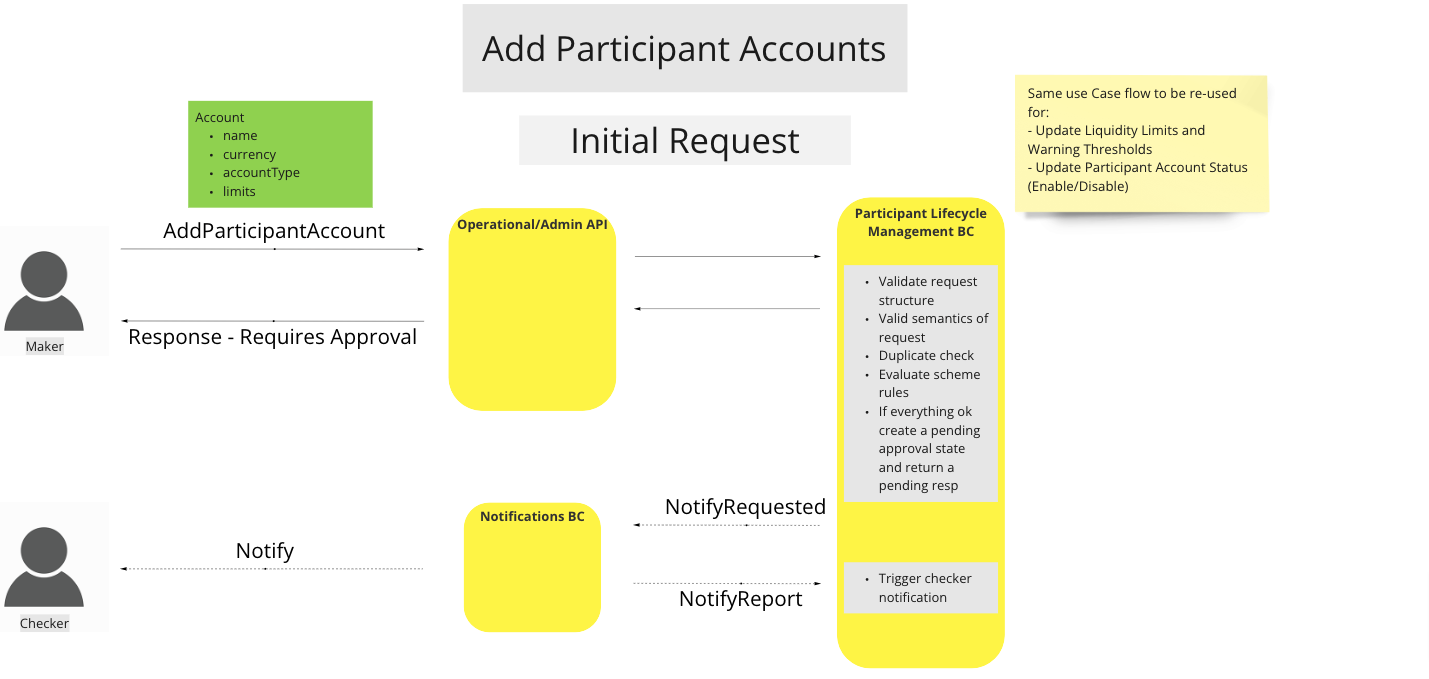 Add Participant Accounts
Initial Request
Same use Case flow to be re-used
for:
- Update Liquidity Limits and
Warning Thresholds
- Update Participant Account Status
(Enable/Disable)
Account
• name
• currency
• accountType
• limits
AddParticipantAccount
Response - Requires Approval
Maker
Operational/Admin API
Participant Lifecycle
Management BC
• Validate request
structure
• Valid semantics of
request
• Duplicate check
• Evaluate scheme
rules
• If everything ok
create a pending
approval state
and return a
pending resp
NotifyRequested
Notifications BC
Notify
NotifyReport
• Trigger checker
notification
Checker